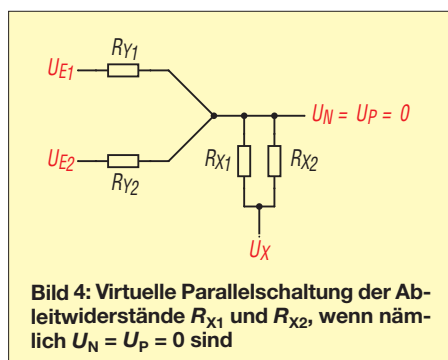 R_Y1
U_E1
U_N = U_P = 0
R_X1 R_X2
U_E2
R_Y2
U_X
Bild 4: Virtuelle Parallelschaltung der Ab-
leitwiderstände R_X1 und R_X2, wenn näm-
lich U_N = U_P = 0 sind